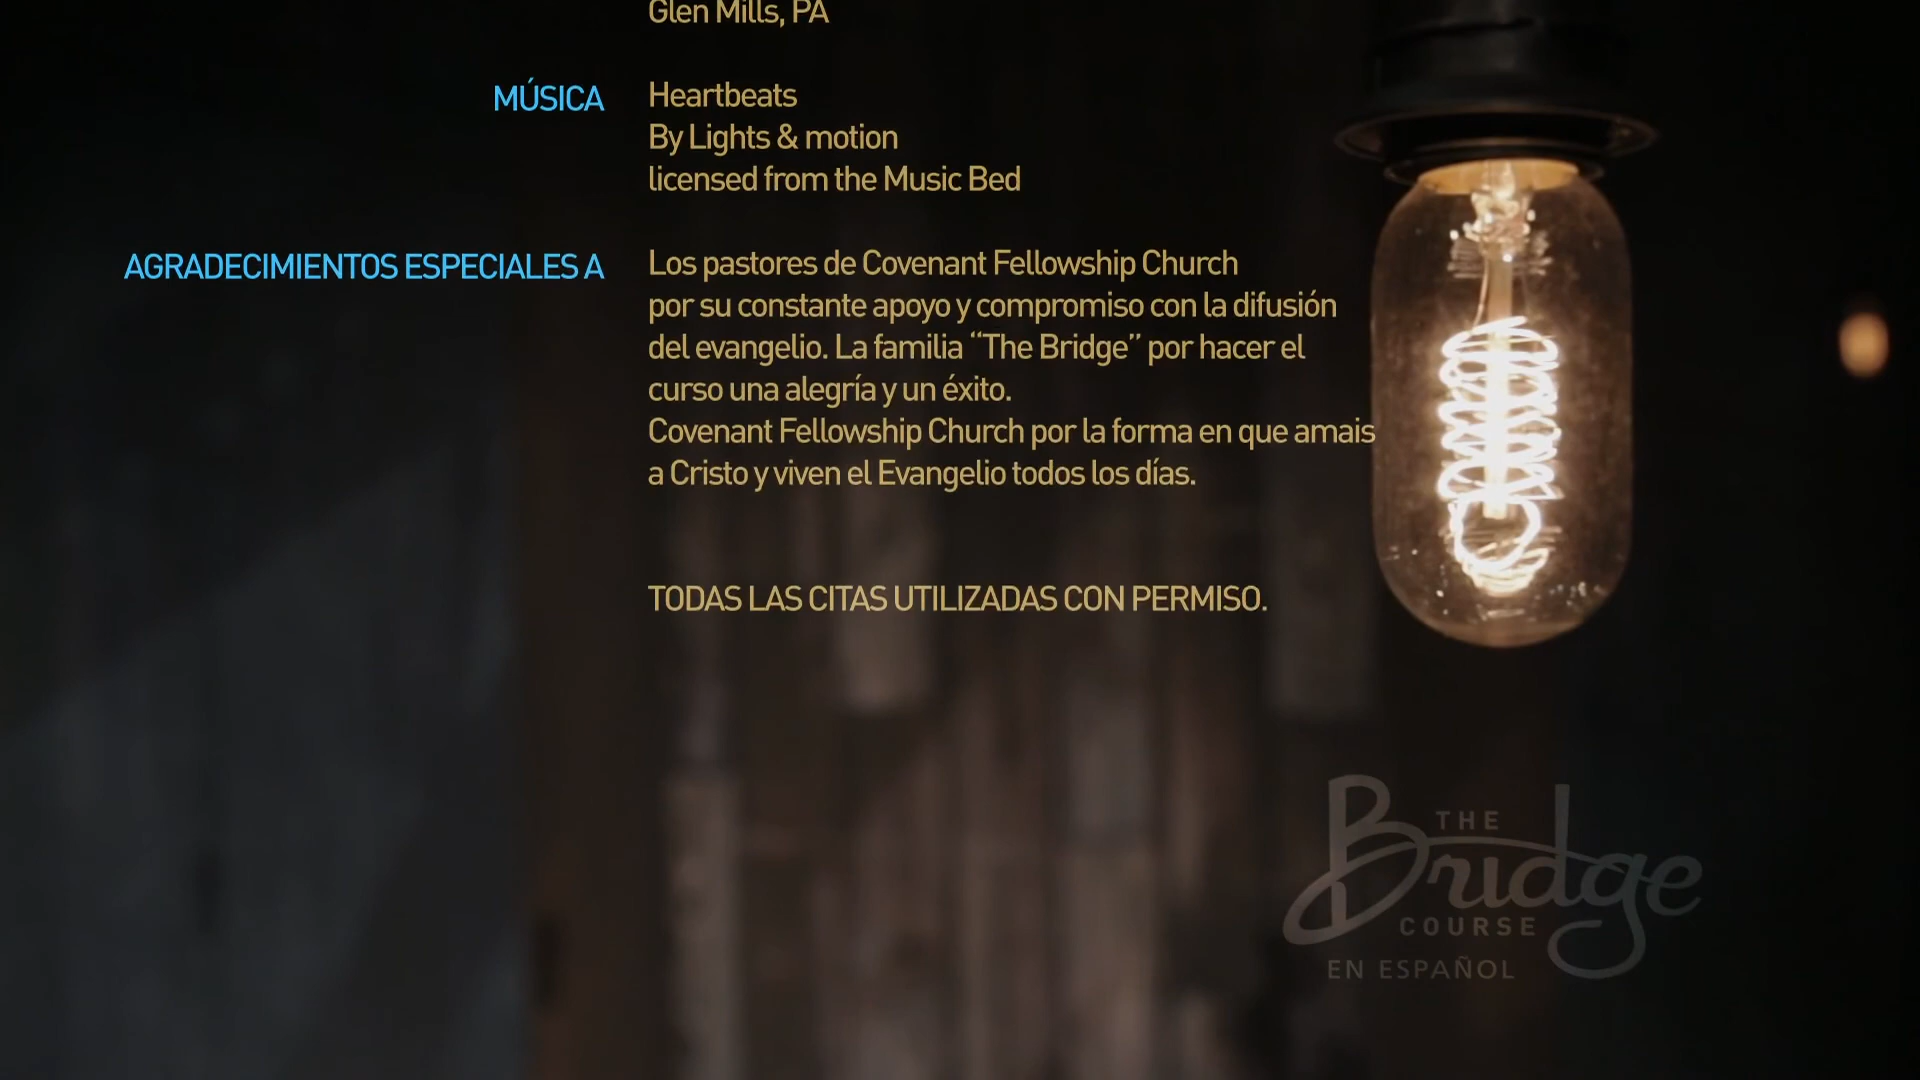 Glen Mills, PA
MÚSICA
Heartbeats
By Lights & motion
licensed from the Music Bed
AGRADECIMIENTOS ESPECIALES A
Los pastores de Covenant Fellowship Church
por su constante apoyo y compromiso con la difusión
del evangelio. La familia “The Bridge” por hacer el
curso una alegría y un éxito.
Covenant Fellowship Church por la forma en que amais
a Cristo y viven el Evangelio todos los días.
TODAS LAS CITAS UTILIZADAS CON PERMISO.
THE
Bridge
COURSE
EN ESPAÑOL